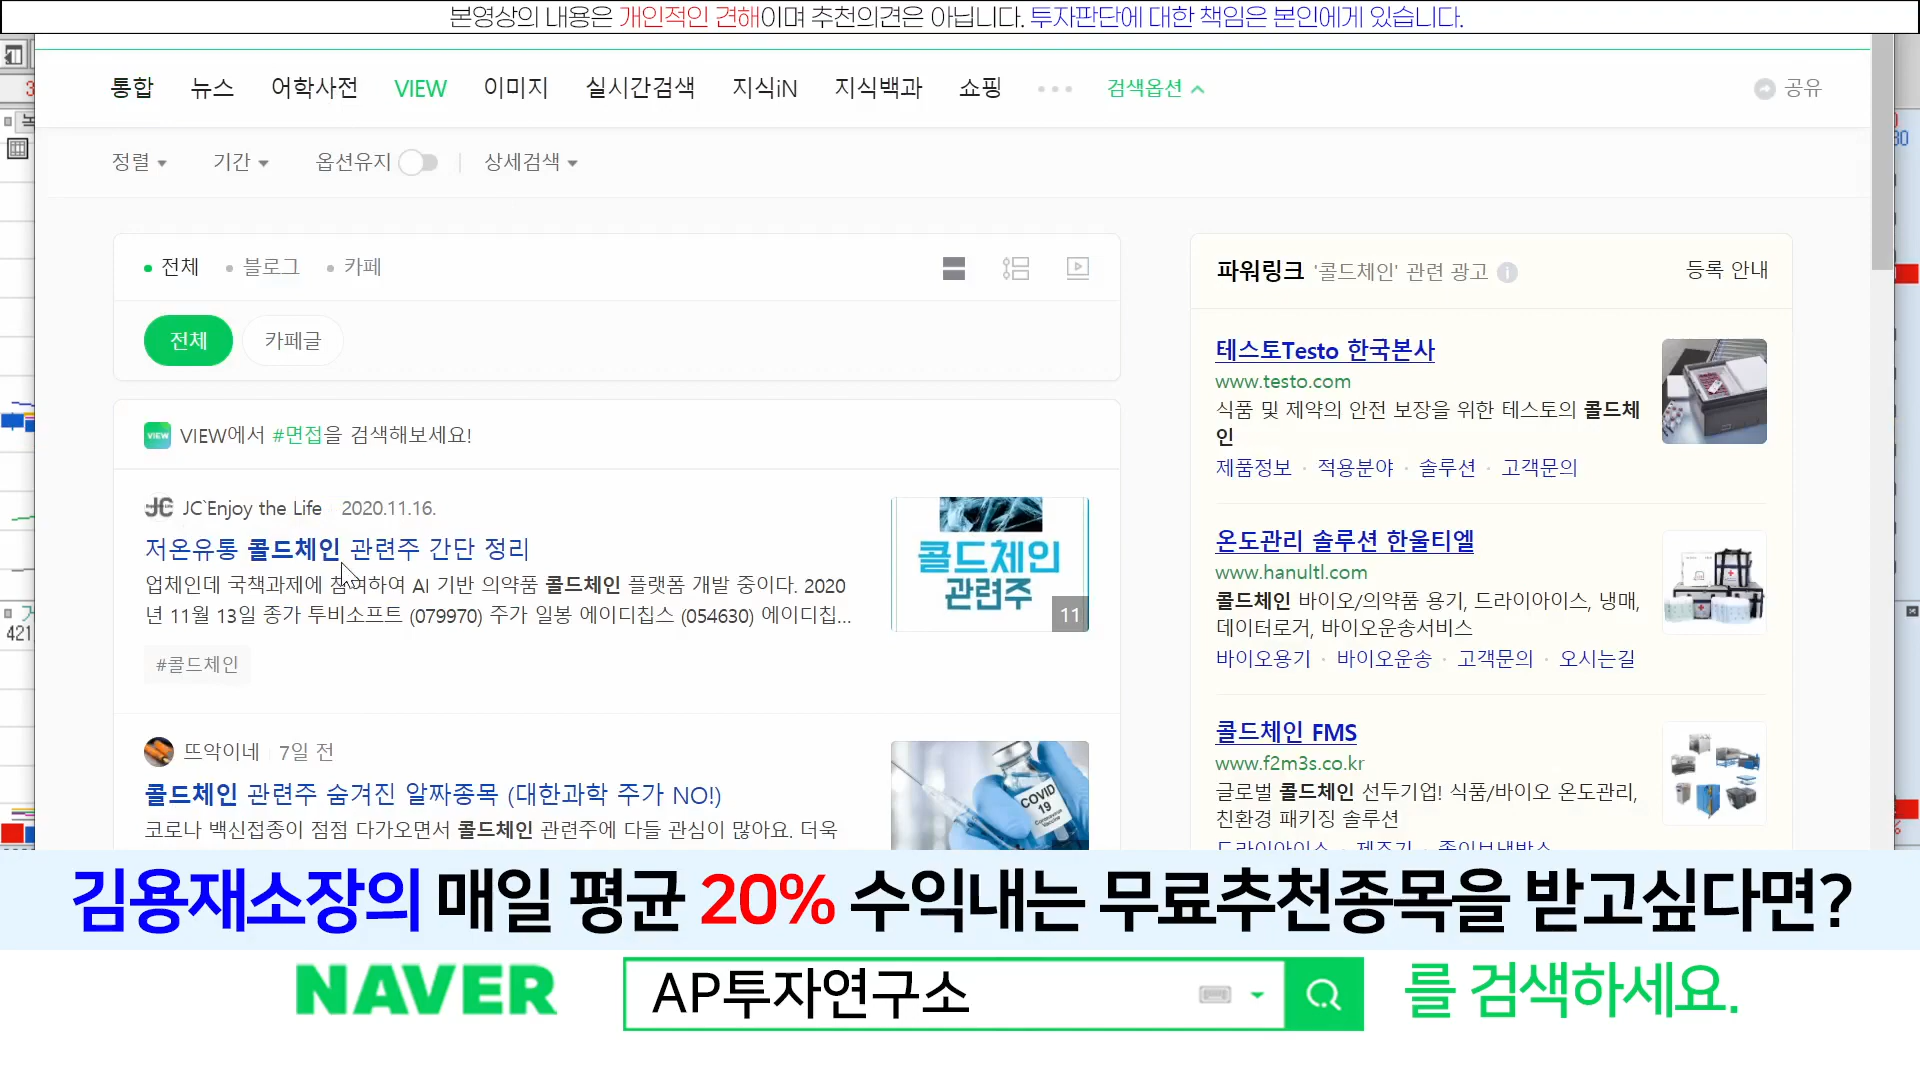 본영상의 내용은 개인적인 견해이며 추천의견은 아닙니다. 투자판단에 대한 책임은 본인에게 있습니다.
통합 뉴스 어학사전 VIEW 이미지 실시간검색 지식iN 지식백과 쇼핑 검색옵션 공유
정렬 기간 옵션유지 상세검색
전체 블로그 카페
전체 카페글
VIEW에서 #면접을 검색해보세요!
JC`Enjoy the Life 2020.11.16.
저온유통 콜드체인 관련주 간단 정리
업체인데 국책과제에 참여하여 AI 기반 의약품 콜드체인 플랫폼 개발 중이다. 2020
년 11월 13일 종가 투비소프트 (079970) 주가 일봉 에이디칩스 (054630) 에이디칩...
콜드체인
관련주
11
#콜드체인
뜨악이네 7일 전
콜드체인 관련주 숨겨진 알짜종목 (대한과학 주가 NO!)
코로나 백신접종이 점점 다가오면서 콜드체인 관련주에 다들 관심이 많아요. 더욱
COVID
19
파워링크 '콜드체인' 관련 광고 등록 안내
테스토Testo 한국본사
www.testo.com
식품 및 제약의 안전 보장을 위한 테스토의 콜드체
인
제품정보 · 적용분야 · 솔루션 · 고객문의
온도관리 솔루션 한울티엘
www.hanultl.com
콜드체인 바이오/의약품 용기, 드라이아이스, 냉매,
데이터로거, 바이오운송서비스
바이오용기 · 바이오운송 · 고객문의 · 오시는길
콜드체인 FMS
www.f2m3s.co.kr
글로벌 콜드체인 선두기업! 식품/바이오 온도관리,
친환경 패키징 솔루션
김용재소장의 매일 평균 20% 수익내는 무료추천종목을 받고싶다면?
NAVER AP투자연구소 를 검색하세요.